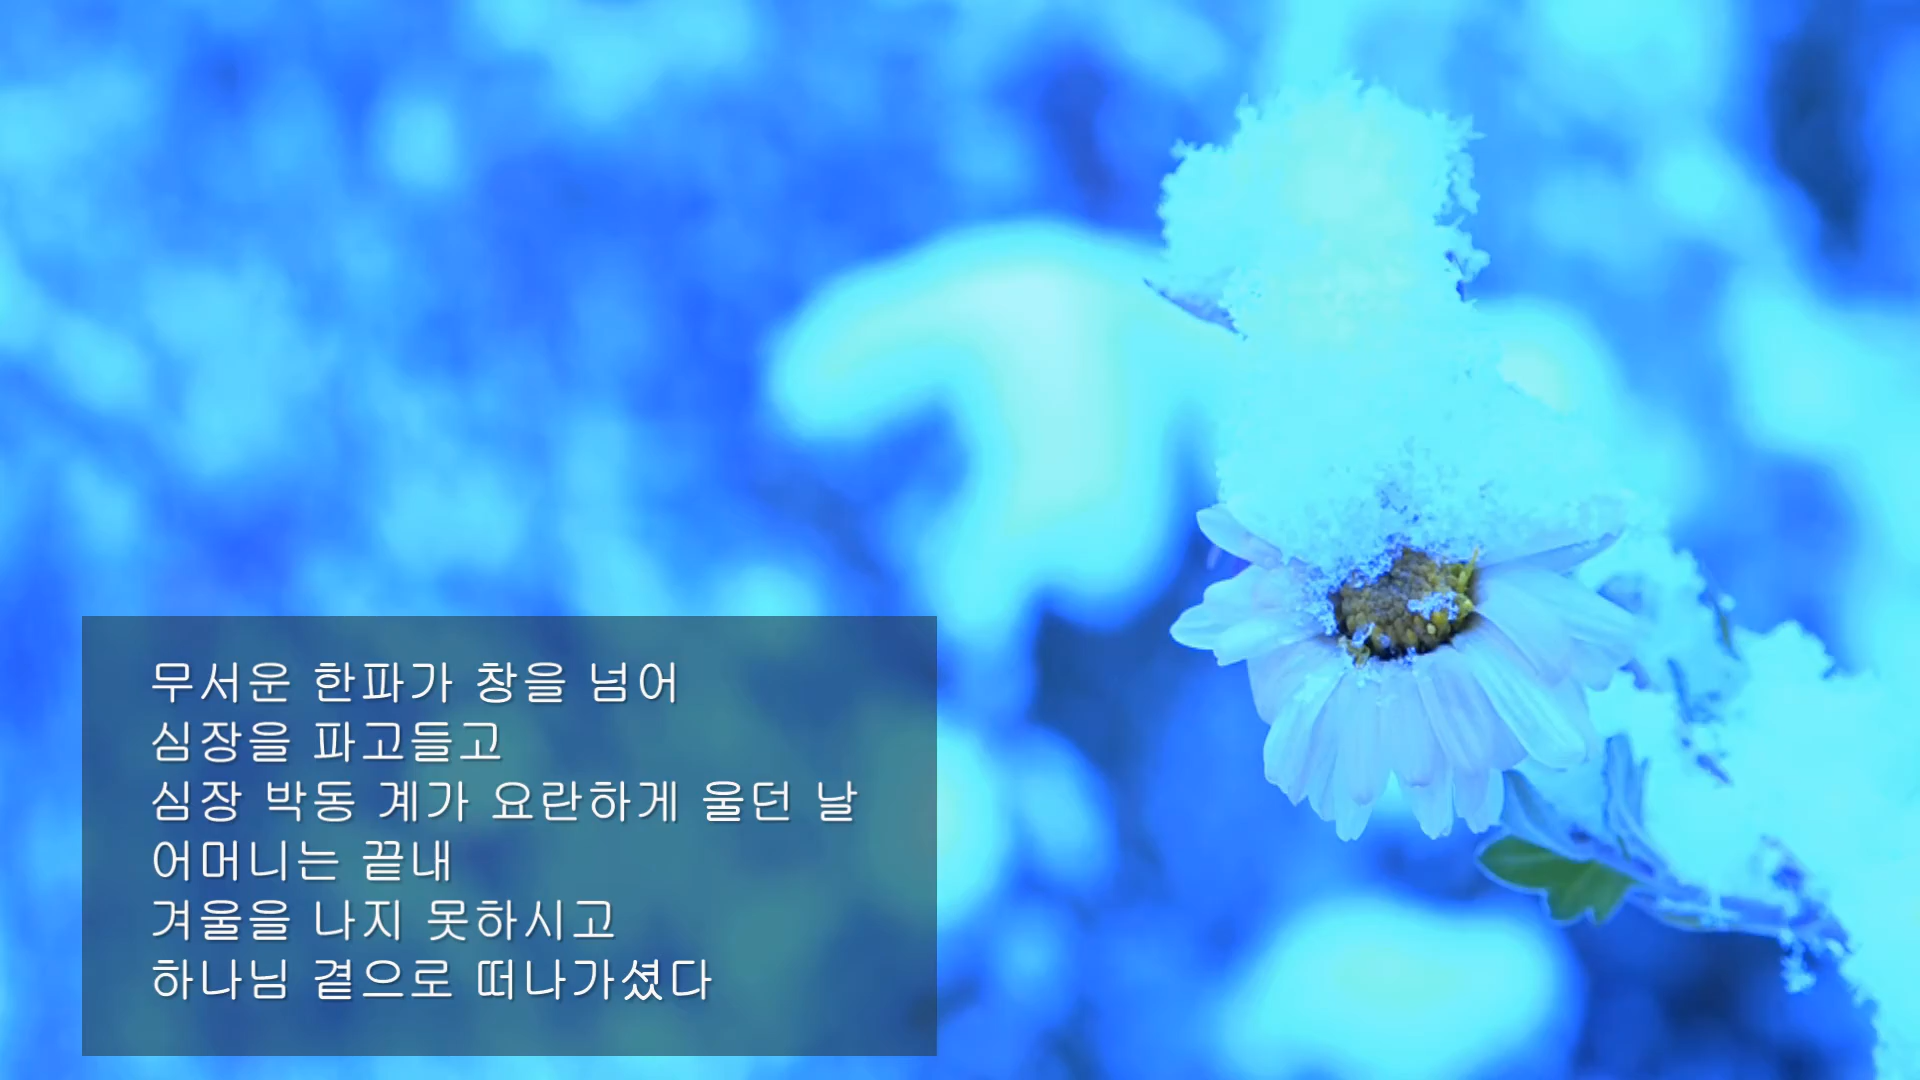 무서운 한파가 창을 넘어
심장을 파고들고
심장 박동 계가 요란하게 울던 날
어머니는 끝내
겨울을 나지 못하시고
하나님 곁으로 떠나가셨다